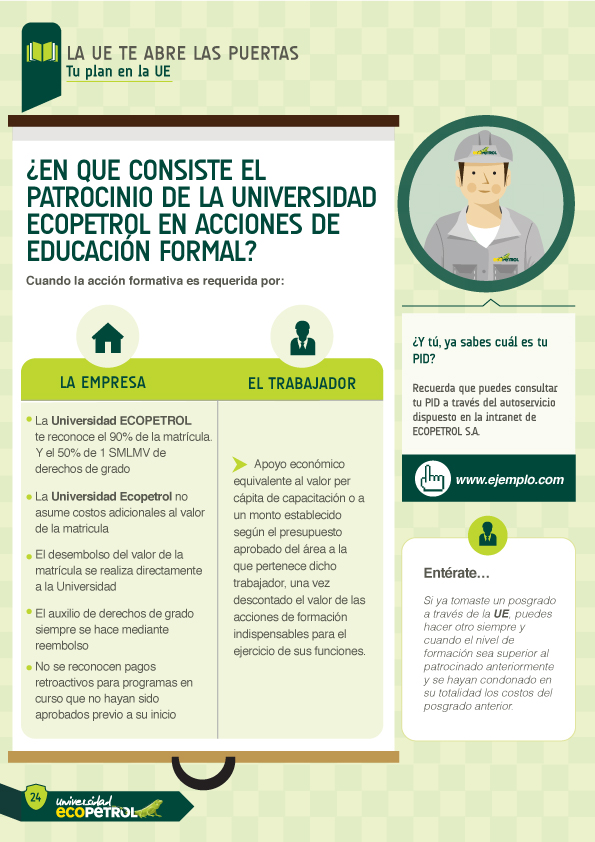 LA UE TE ABRE LAS PUERTAS
Tu plan en la UE
¿EN QUE CONSISTE EL
PATROCINIO DE LA UNIVERSIDAD
ECOPETROL EN ACCIONES DE
EDUCACIÓN FORMAL?
Cuando la acción formativa es requerida por:
LA EMPRESA
La Universidad ECOPETROL
te reconoce el 90% de la matrícula.
Y el 50% de 1 SMLMV de
derechos de grado
La Universidad Ecopetrol no
asume costos adicionales al valor
de la matricula
El desembolso del valor de la
matrícula se realiza directamente
a la Universidad
El auxilio de derechos de grado
siempre se hace mediante
reembolso
No se reconocen pagos
retroactivos para programas en
curso que no hayan sido
aprobados previo a su inicio
EL TRABAJADOR
Apoyo económico
equivalente al valor per
cápita de capacitación o a
un monto establecido
según el presupuesto
aprobado del área a la
que pertenece dicho
trabajador, una vez
descontado el valor de las
acciones de formación
indispensables para el
ejercicio de sus funciones.
ECOPETROL
ECOPETROL
¿Y tú, ya sabes cuál es tu
PID?
Recuerda que puedes consultar
tu PID a través del autoservicio
dispuesto en la intranet de
ECOPETROL S.A.
www.ejemplo.com
Entérate...
Si ya tomaste un posgrado
a través de la UE, puedes
hacer otro siempre y
cuando el nivel de
formación sea superior al
patrocinado anteriormente
y se hayan condonado en
su totalidad los costos del
posgrado anterior.
24
universidad
ECOPETROL